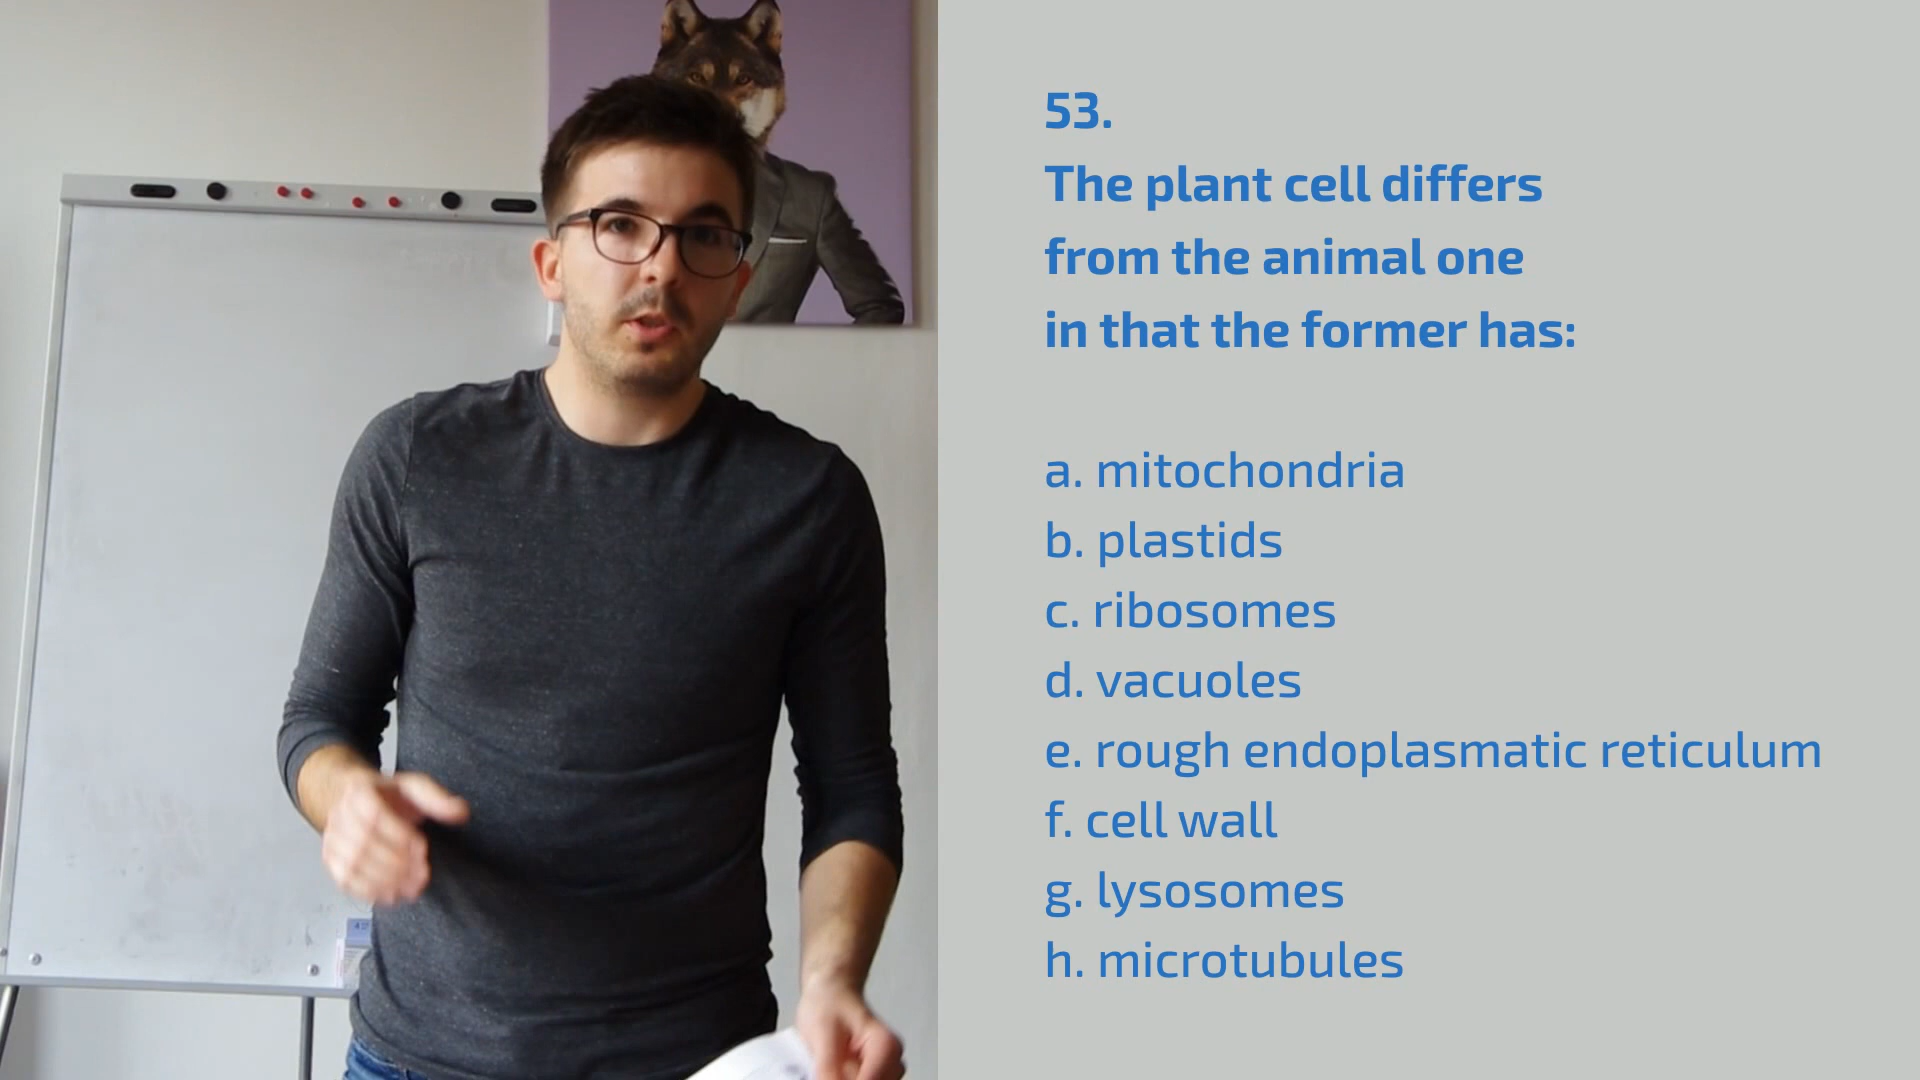 53.
The plant cell differs
from the animal one
in that the former has:
a. mitochondria
b. plastids
c. ribosomes
d. vacuoles
e. rough endoplasmatic reticulum
f. cell wall
g. lysosomes
h. microtubules